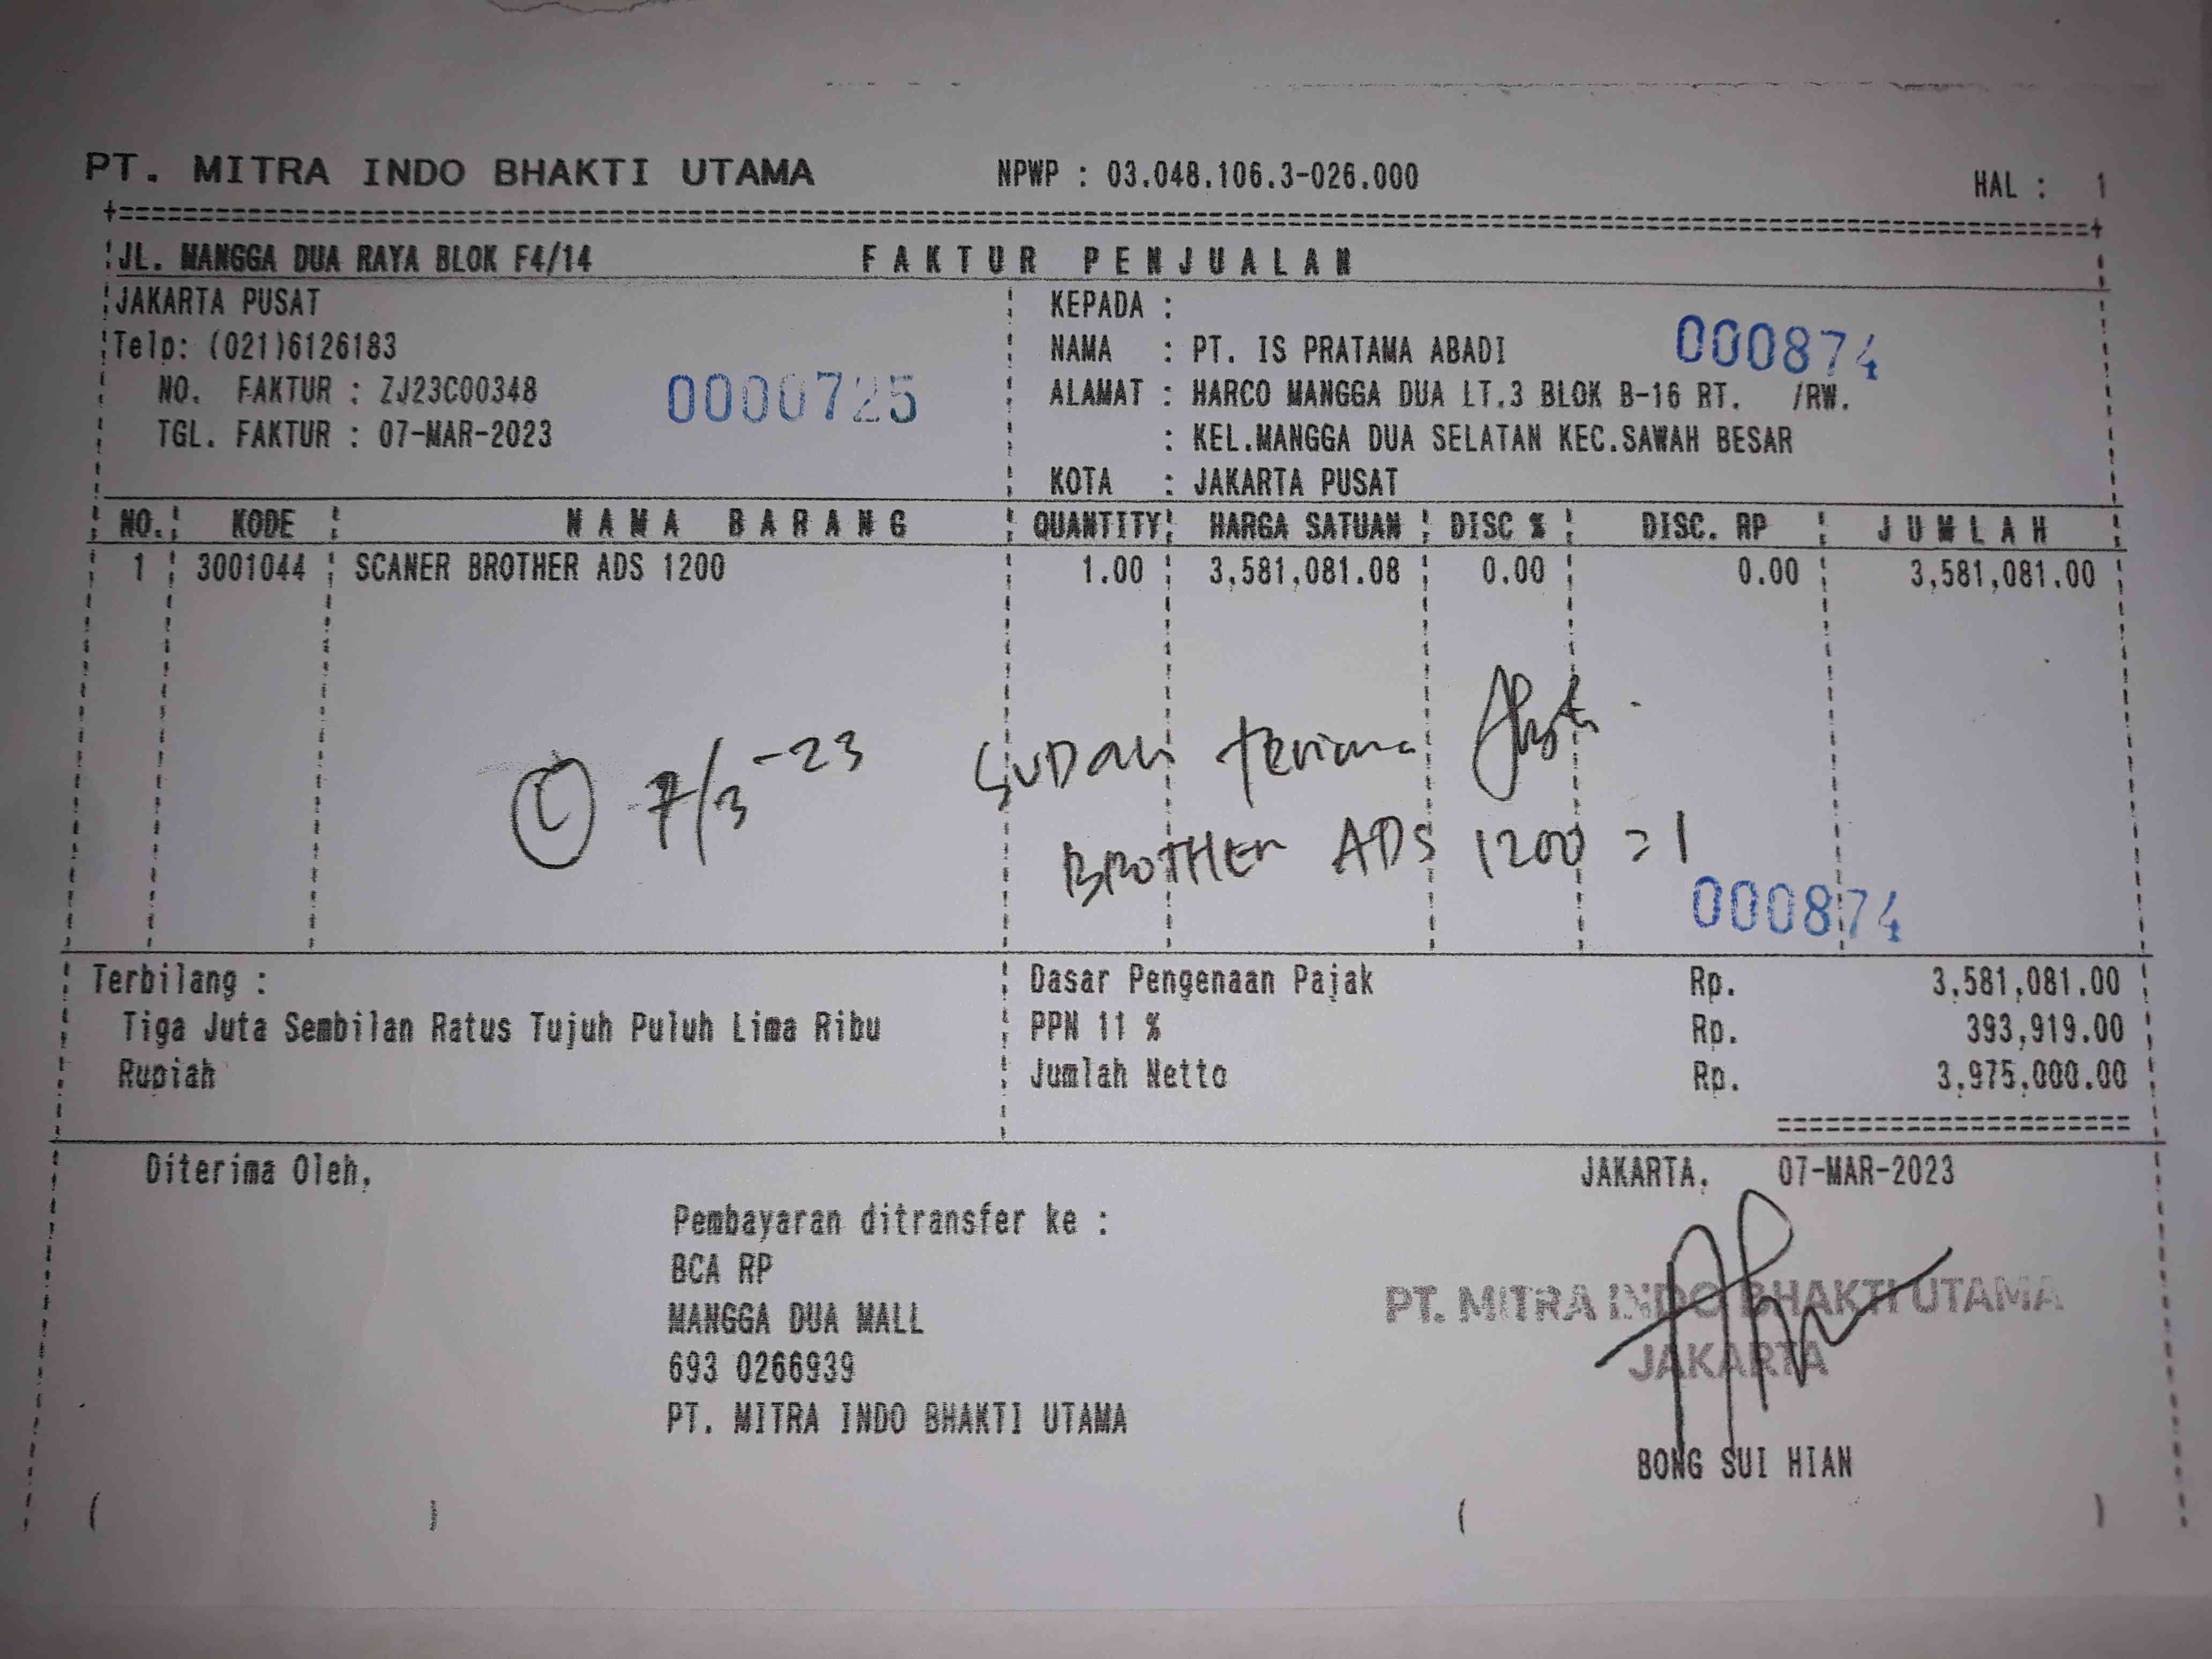 PT. MITRA INDO BHAKTI UTAMA NPWP : 03.048.106.3-026.000 HAL : 1
JL. MANGGA DUA RAYA BLOK F4/14 FAKTUR PENJUALAN
JAKARTA PUSAT KEPADA :
Telp: (021)6126183 NAMA : PT. IS PRATAMA ABADI 000874
NO. FAKTUR : ZJ23C00348 0000725 ALAMAT : HARCO MANGGA DUA LT.3 BLOK B-16 RT. /RW.
TGL. FAKTUR : 07-MAR-2023 : KEL.MANGGA DUA SELATAN KEC.SAWAH BESAR
KOTA : JAKARTA PUSAT
NO. KODE NAMA BARANG QUANTITY HARGA SATUAN DISC % DISC. RP JUMLAH
1 3001044 SCANER BROTHER ADS 1200 1.00 3,581,081.08 0.00 0.00 3,581,081.00
7/3-23 SUDAH terima
BROTHER ADS 1200 = 1
000874
Terbilang : Dasar Pengenaan Pajak Rp. 3,581,081.00
Tiga Juta Sembilan Ratus Tujuh Puluh Lima Ribu PPN 11 % Rp. 393,919.00
Rupiah Jumlah Netto Rp. 3,975,000.00
Diterima Oleh, JAKARTA, 07-MAR-2023
Pembayaran ditransfer ke :
BCA RP
MANGGA DUA MALL PT. MITRA INDO BHAKTI UTAMA
693 0266939 JAKARTA
PT. MITRA INDO BHAKTI UTAMA
BONG SUI HIAN
( ) ( )